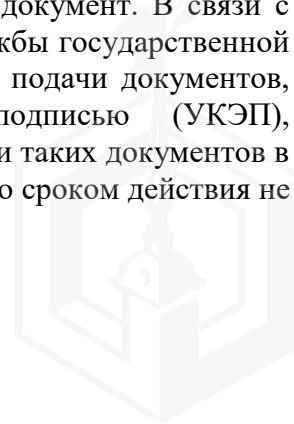 документ. В связи с
жбы государственной
подачи документов,
подписью (УКЭП),
и таких документов в
о сроком действия не